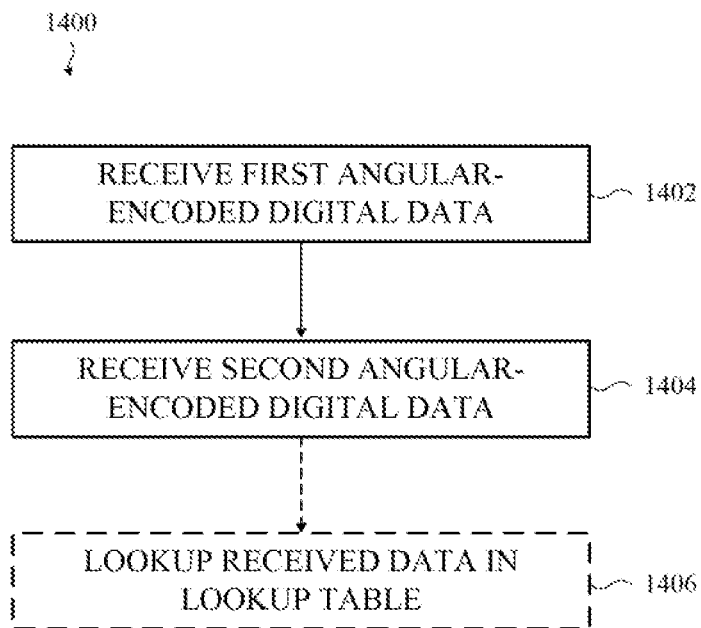 1400
RECEIVE FIRST ANGULAR-
ENCODED DIGITAL DATA
1402
RECEIVE SECOND ANGULAR-
ENCODED DIGITAL DATA
1404
LOOKUP RECEIVED DATA IN
LOOKUP TABLE
1406